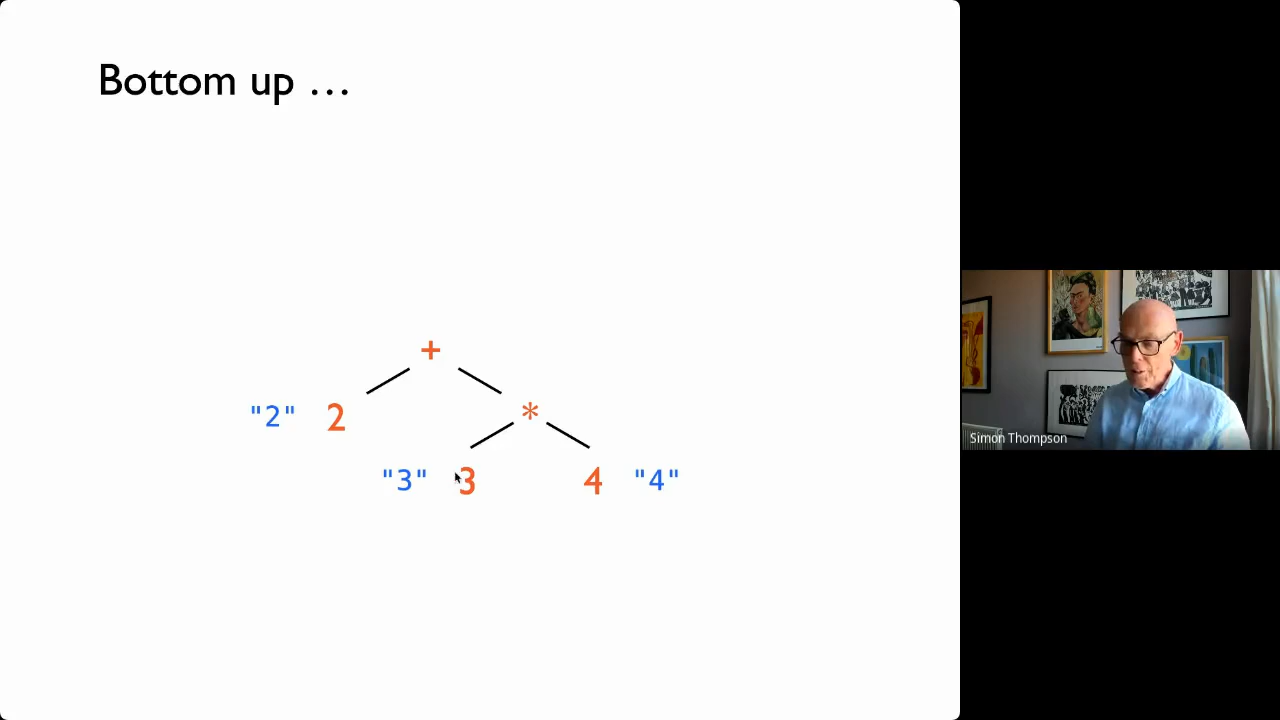 Bottom up …
+
"2" 2 *
"3" 3 4 "4"
Simon Thompson